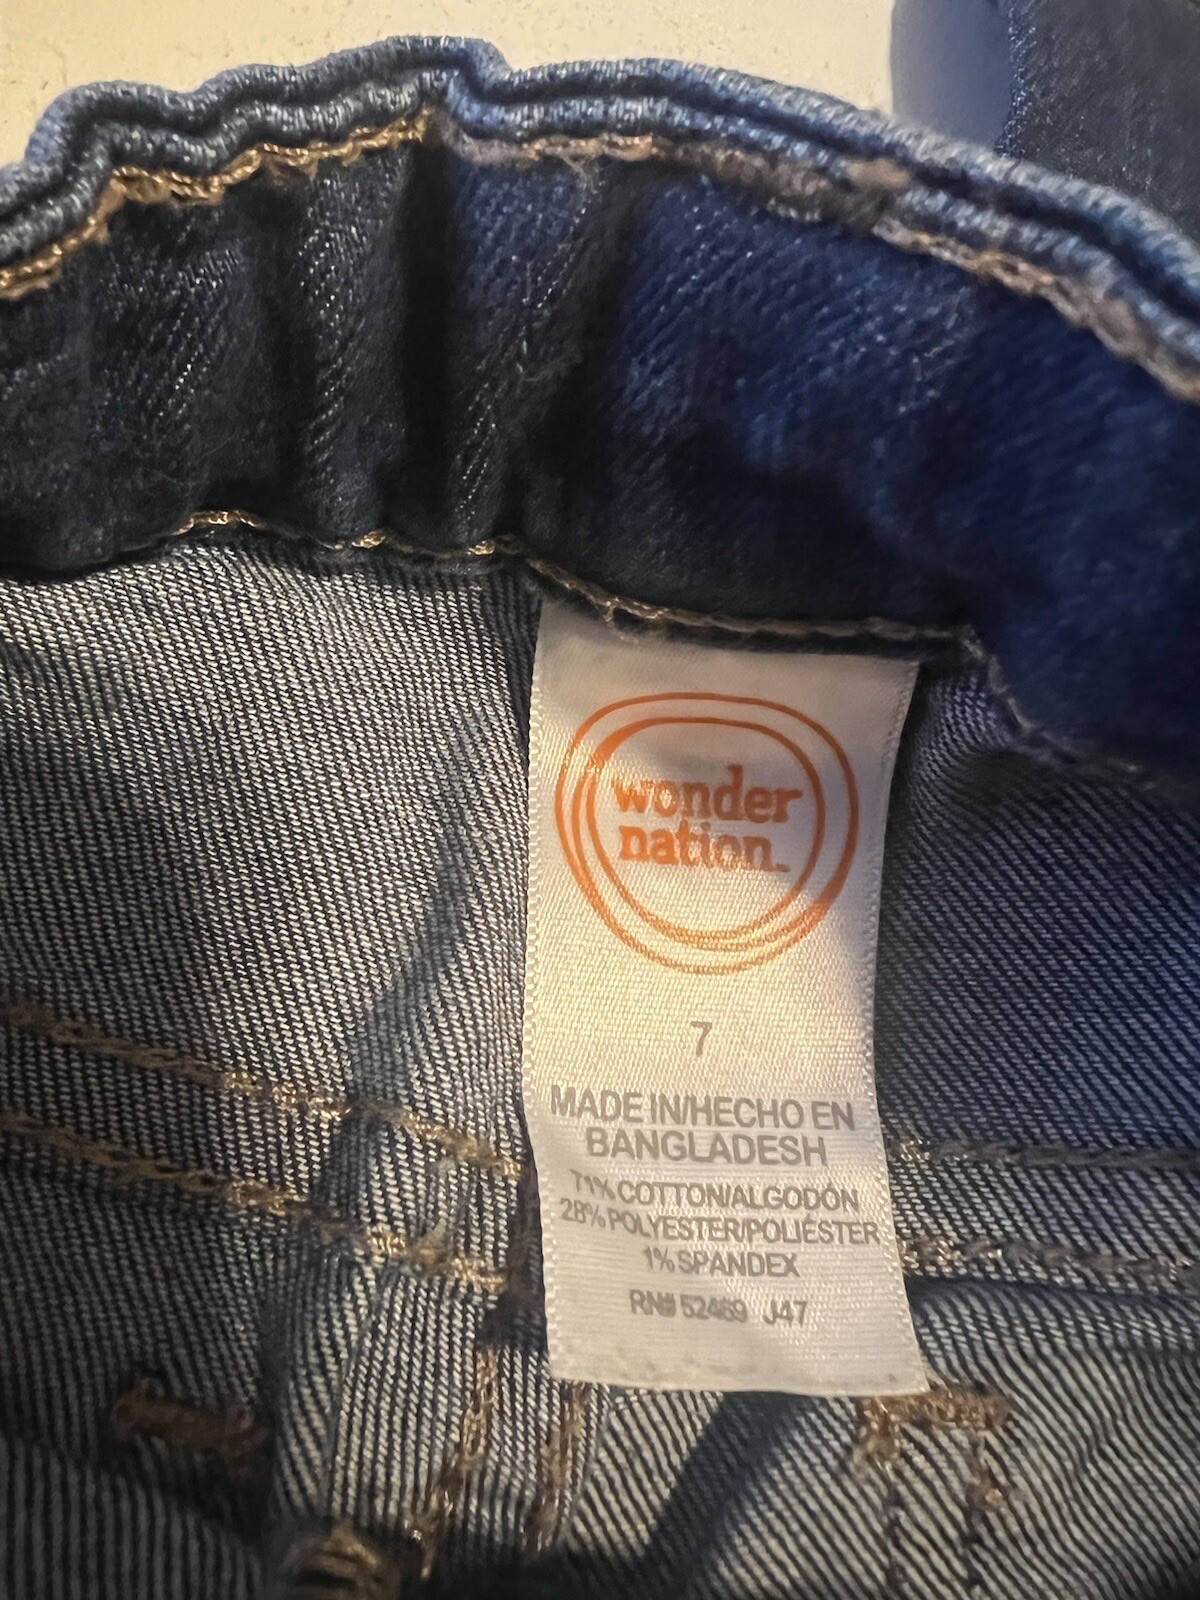 wonder
nation.
7
MADE IN/HECHO EN
BANGLADESH
71% COTTON/ALGODÓN
28% POLYESTER/POLIÉSTER
1% SPANDEX
RN# 52469 J47